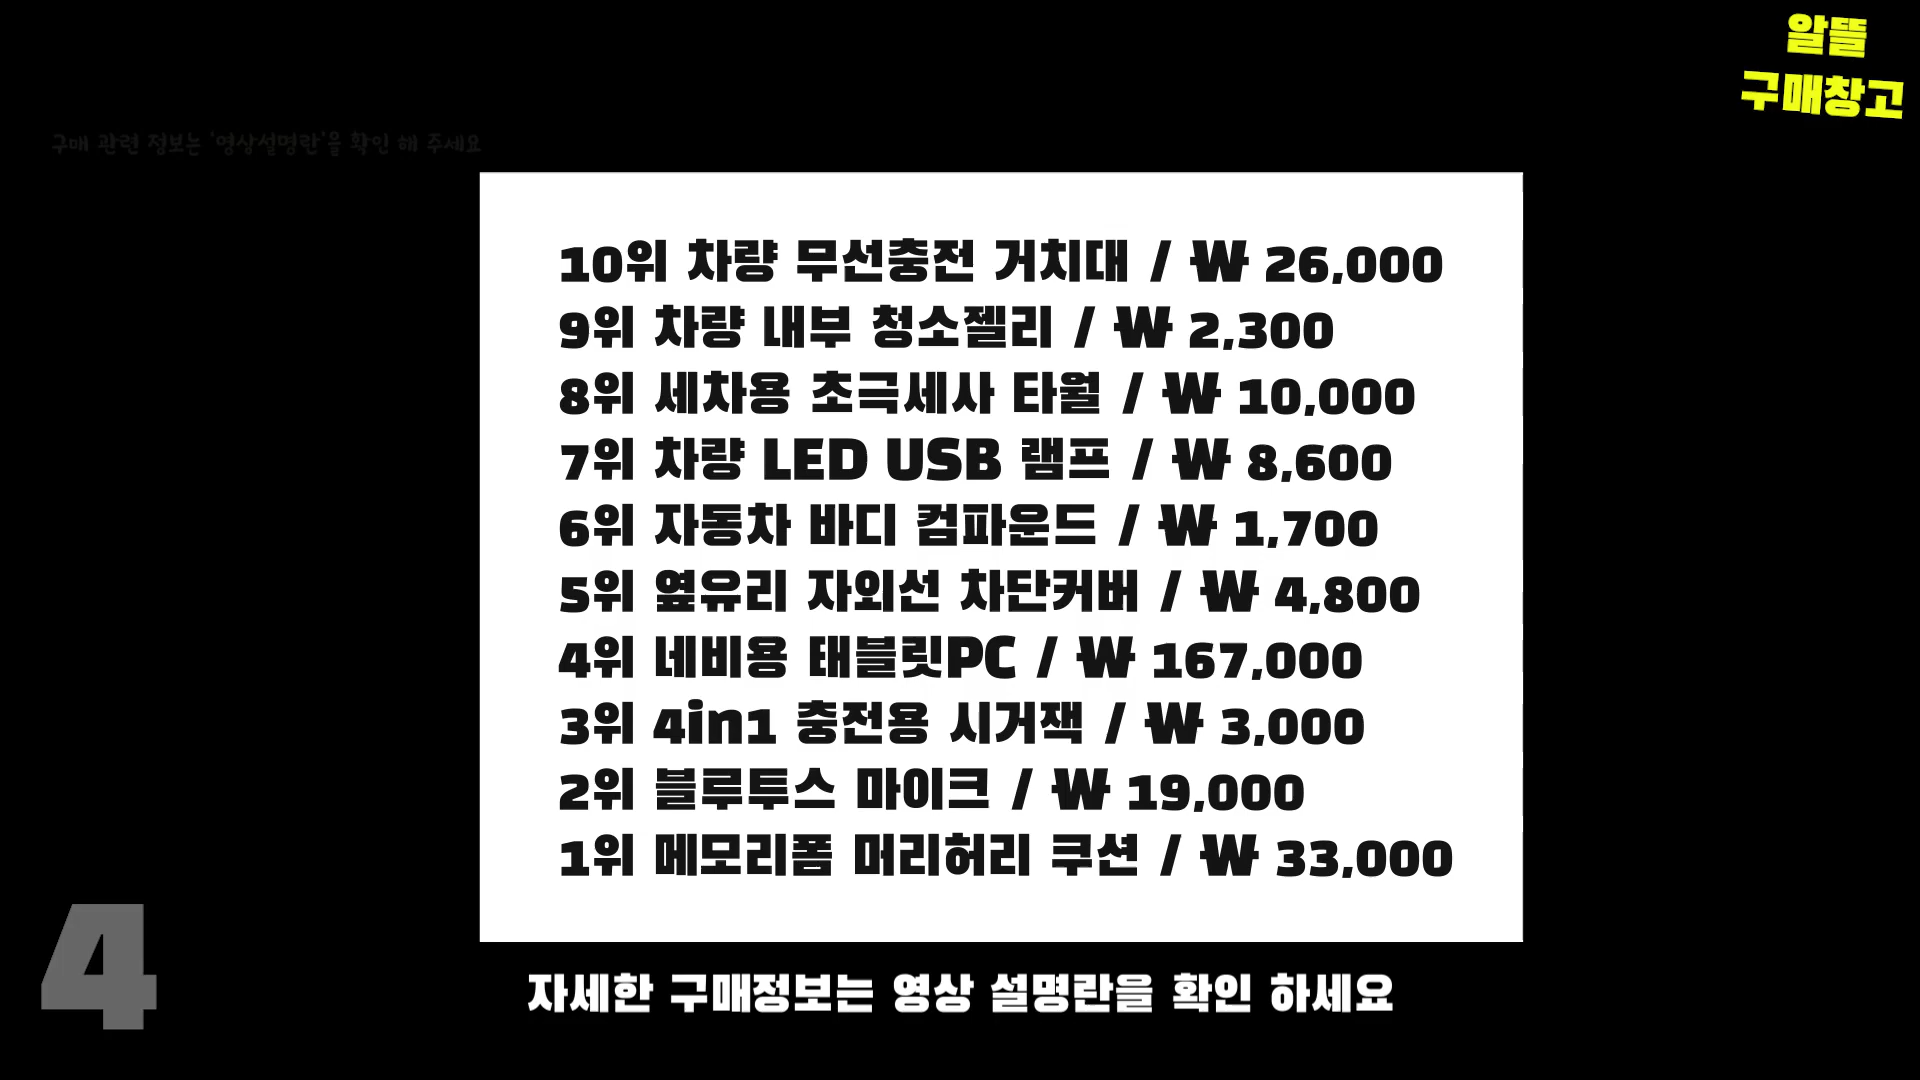 알뜰
구매창고
구매 관련 정보는 '영상설명란'을 확인 해 주세요
10위 차량 무선충전 거치대 / ₩ 26,000
9위 차량 내부 청소젤리 / ₩ 2,300
8위 세차용 초극세사 타월 / ₩ 10,000
7위 차량 LED USB 램프 / ₩ 8,600
6위 자동차 바디 컴파운드 / ₩ 1,700
5위 옆유리 자외선 차단커버 / ₩ 4,800
4위 네비용 태블릿PC / ₩ 167,000
3위 4in1 충전용 시거잭 / ₩ 3,000
2위 블루투스 마이크 / ₩ 19,000
1위 메모리폼 머리허리 쿠션 / ₩ 33,000
4
자세한 구매정보는 영상 설명란을 확인 하세요